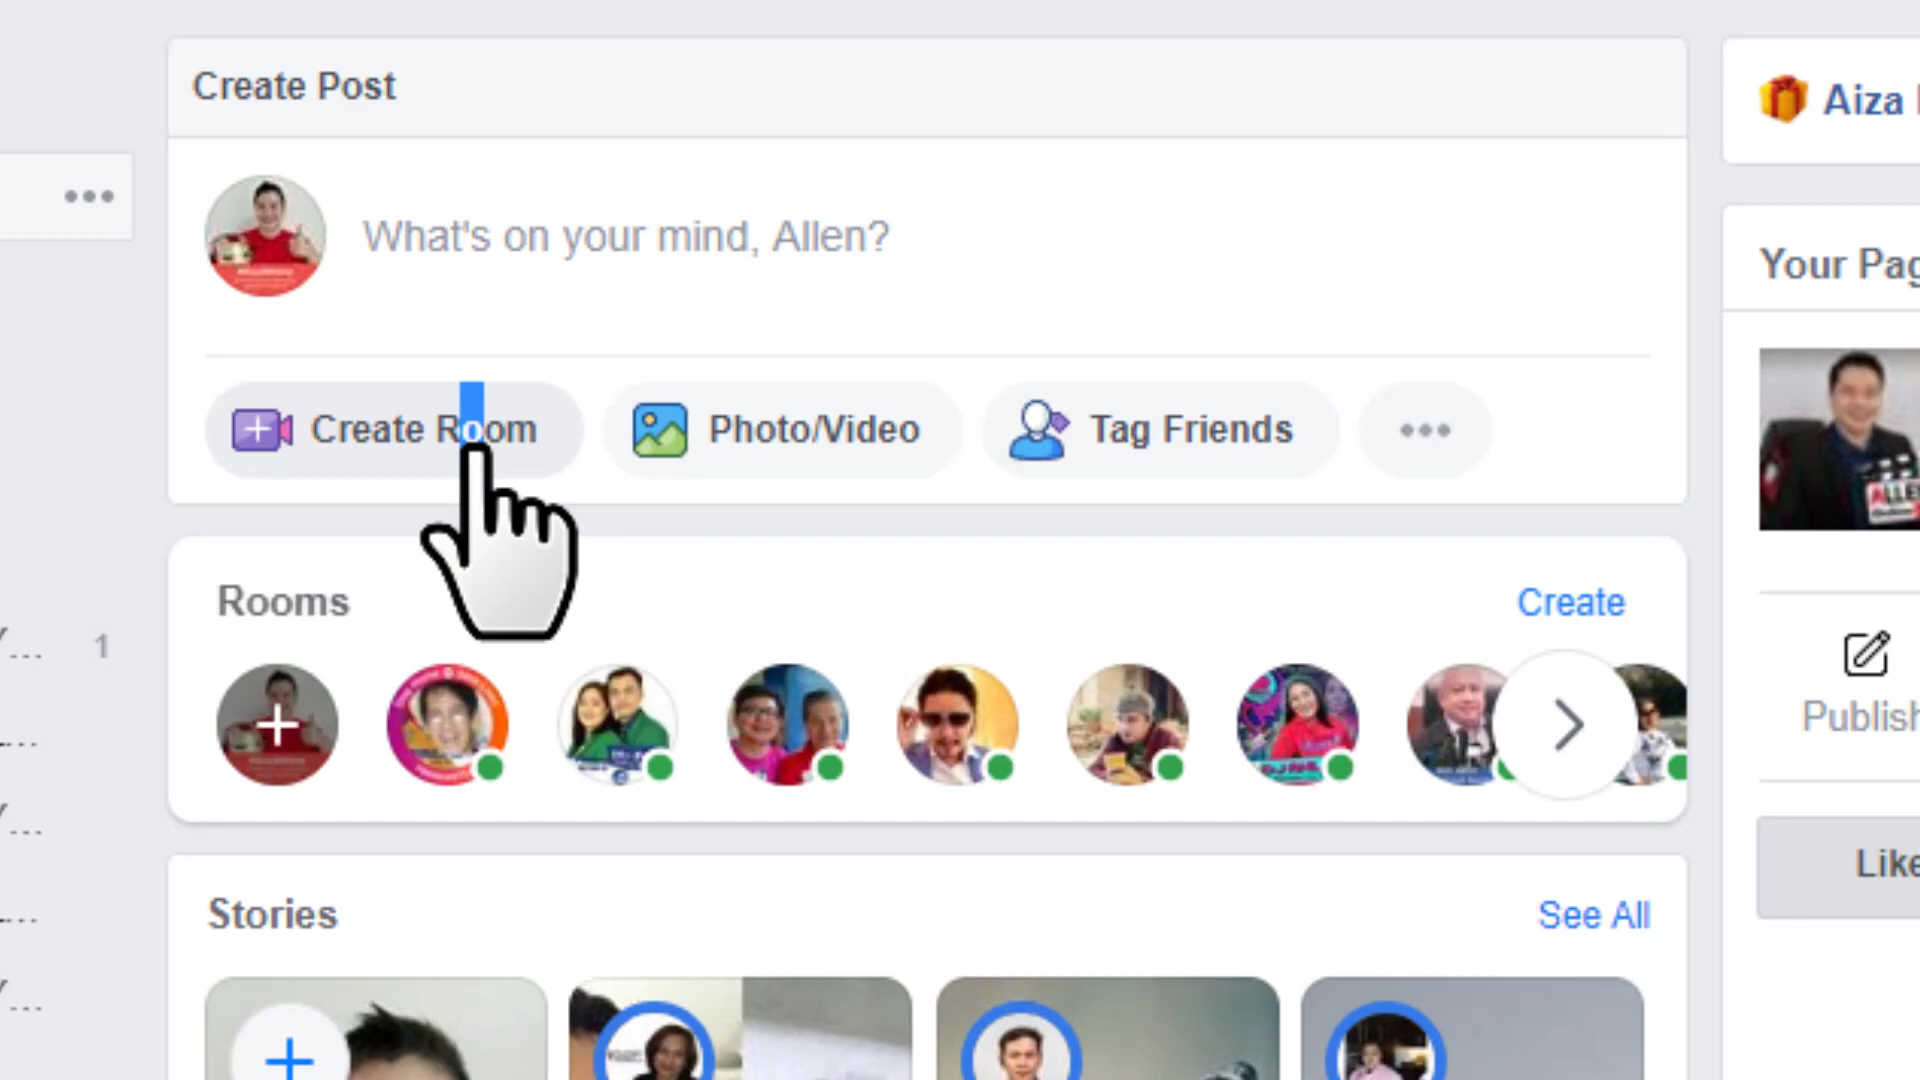 Create Post
Aiza
What's on your mind, Allen?
Your Pag
Create Room
Photo/Video
Tag Friends
Rooms
Create
1
Publish
Like
Stories
See All